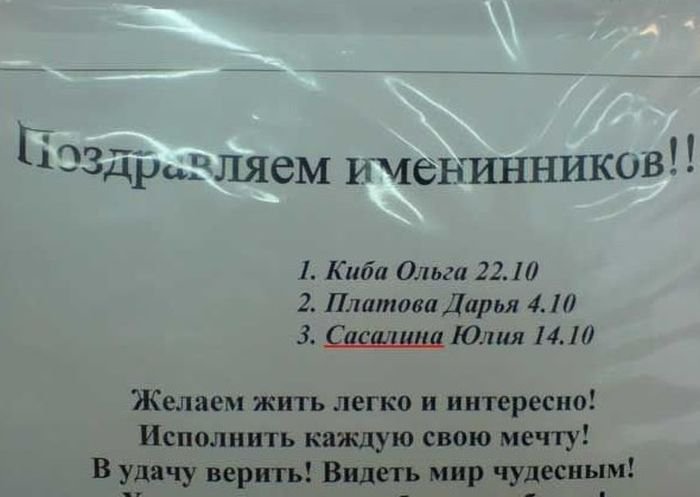 Поздравляем именинников!!
1. Киба Ольга 22.10
2. Платова Дарья 4.10
3. Сасалина Юлия 14.10
Желаем жить легко и интересно!
Исполнить каждую свою мечту!
В удачу верить! Видеть мир чудесным!